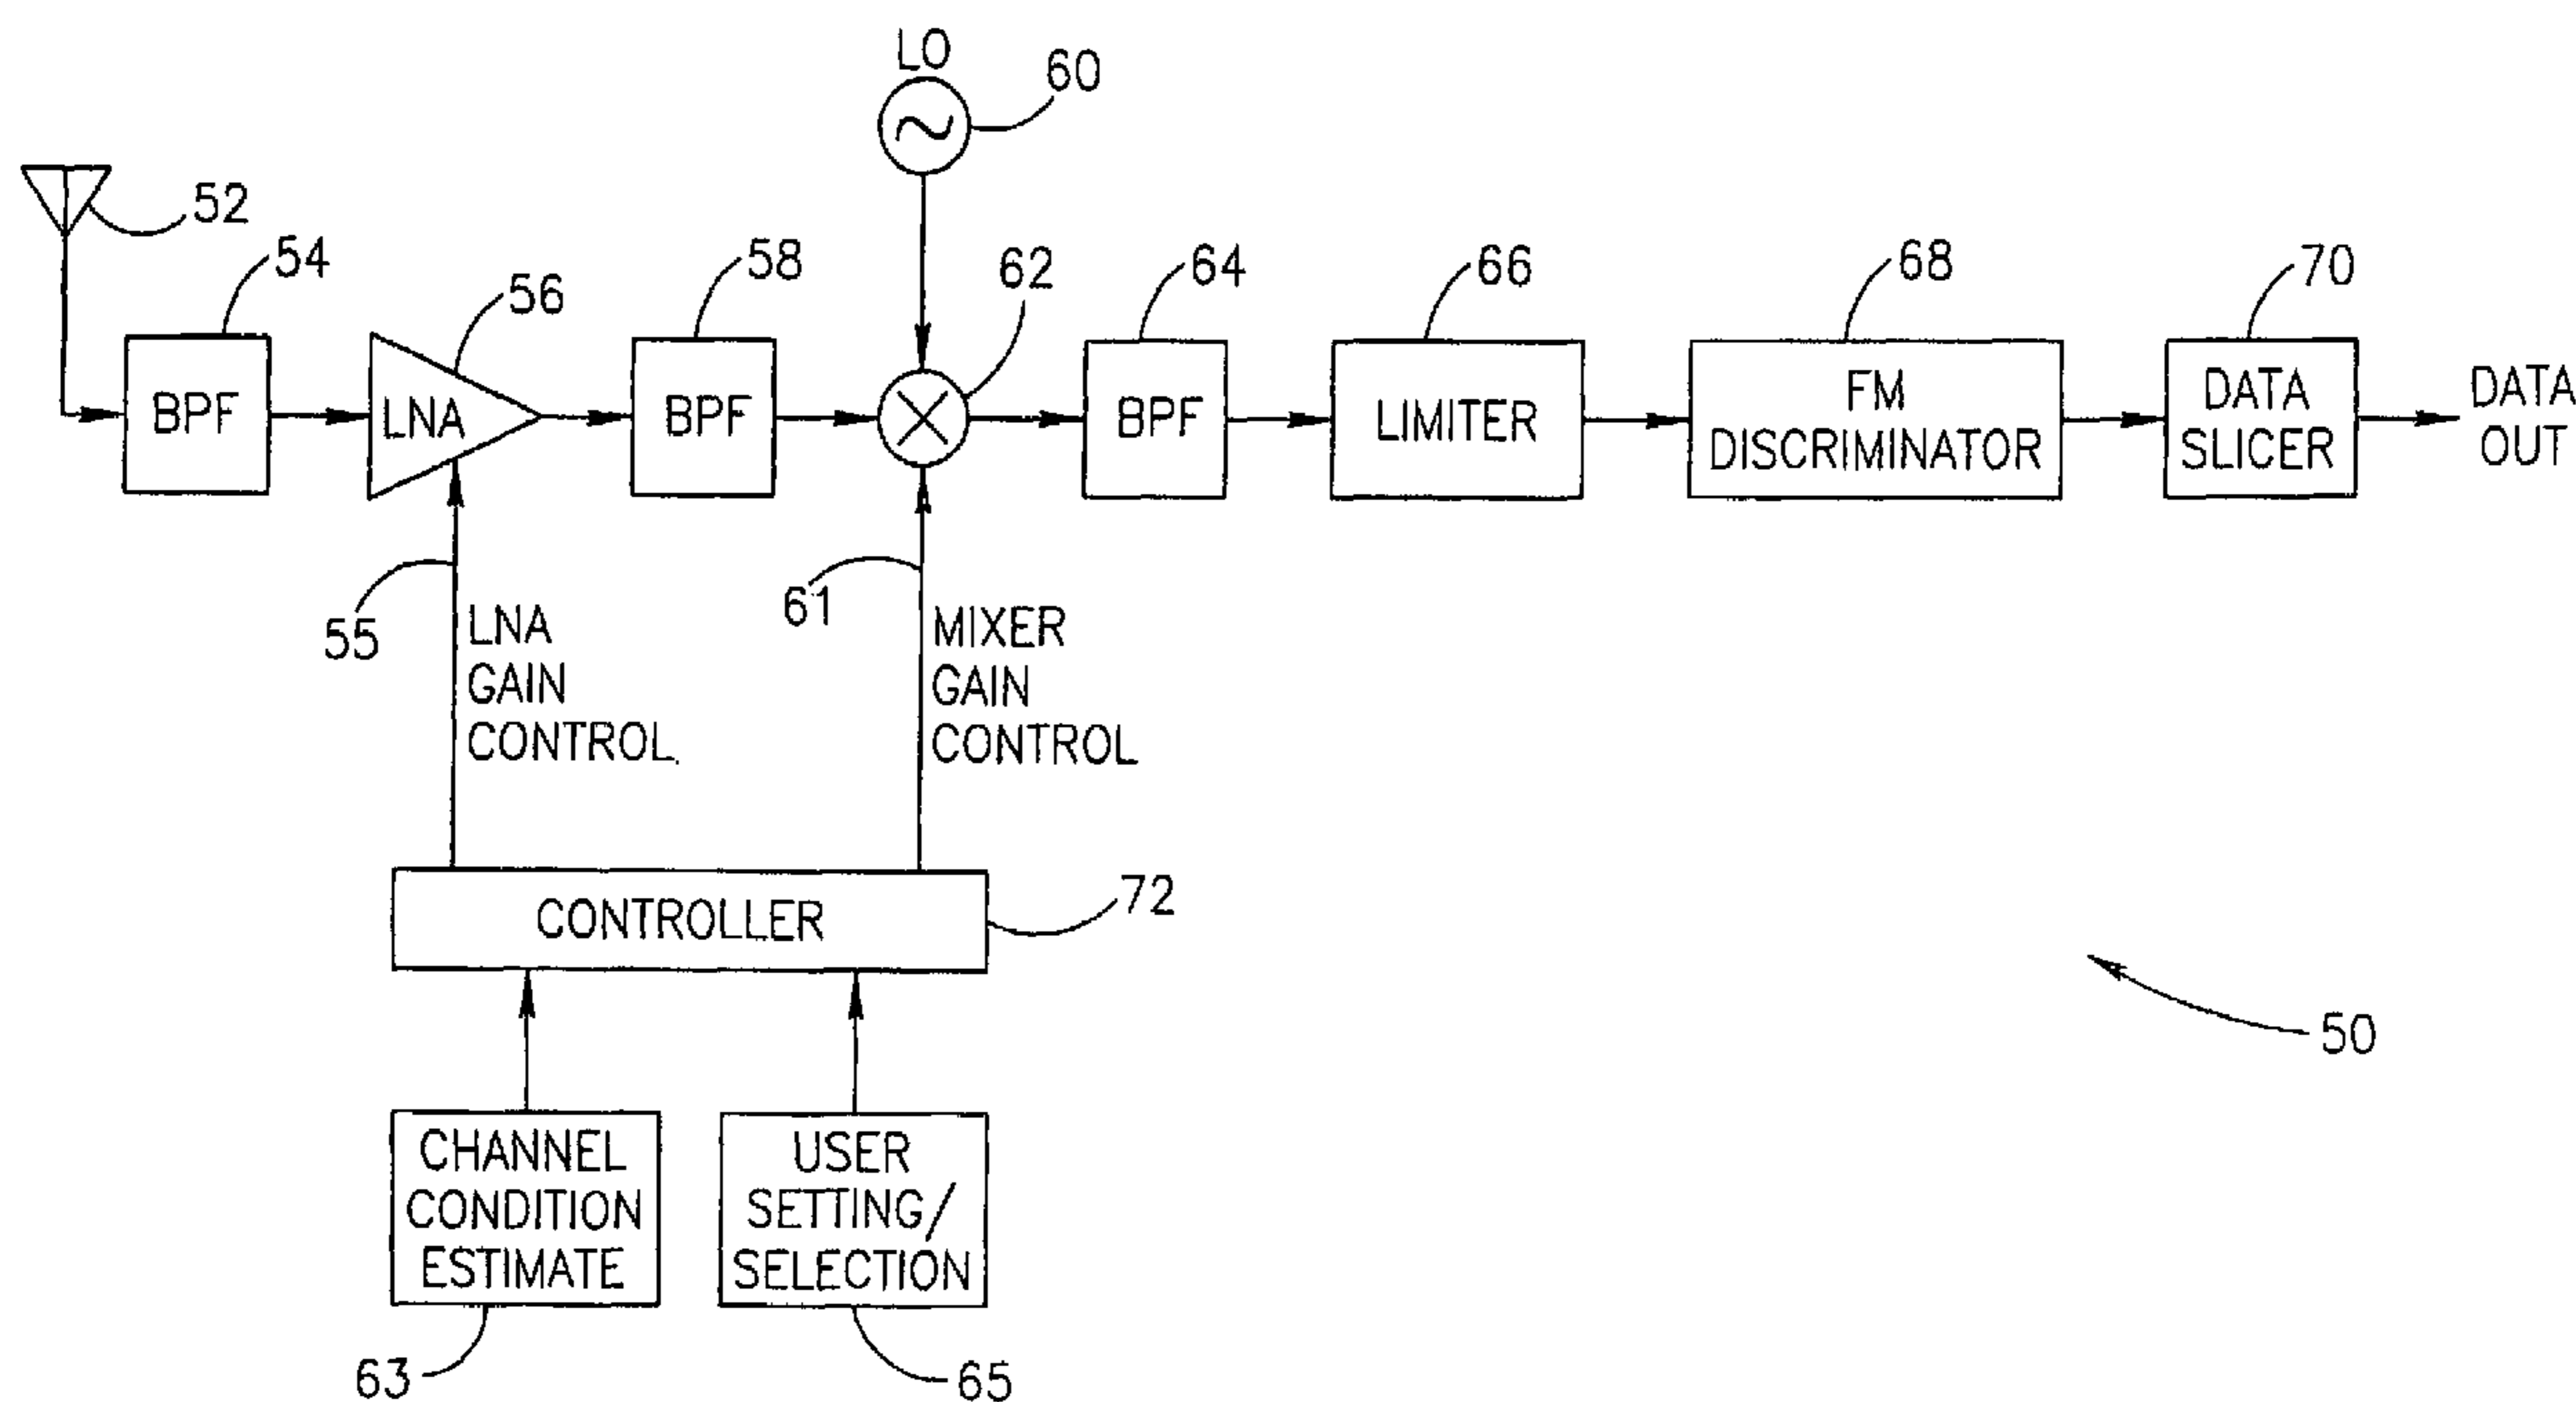 LO
60
52
54
56
58
62
64
66
68
70
BPF
LNA
BPF
BPF
LIMITER
FM
DISCRIMINATOR
DATA
SLICER
DATA
OUT
55
LNA
GAIN
CONTROL
61
MIXER
GAIN
CONTROL
CONTROLLER
72
50
CHANNEL
CONDITION
ESTIMATE
USER
SETTING/
SELECTION
63
65